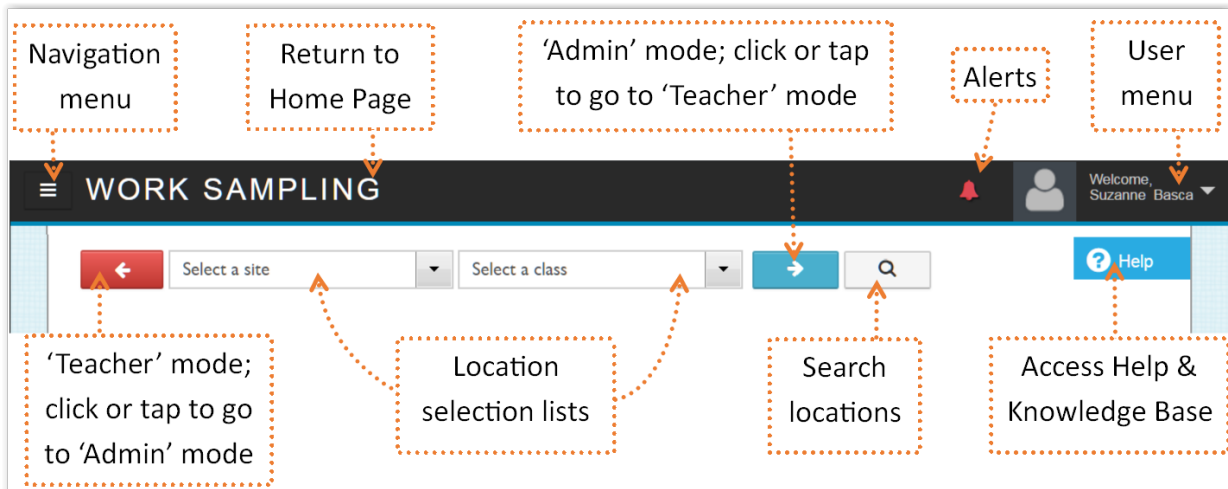 Navigation
menu
Return to
Home Page
‘Admin’ mode; click or tap
to go to ‘Teacher’ mode
Alerts
User
menu
WORK SAMPLING
Welcome,
Suzanne Basca
Select a site
Select a class
Help
‘Teacher’ mode;
click or tap to go
to ‘Admin’ mode
Location
selection lists
Search
locations
Access Help &
Knowledge Base